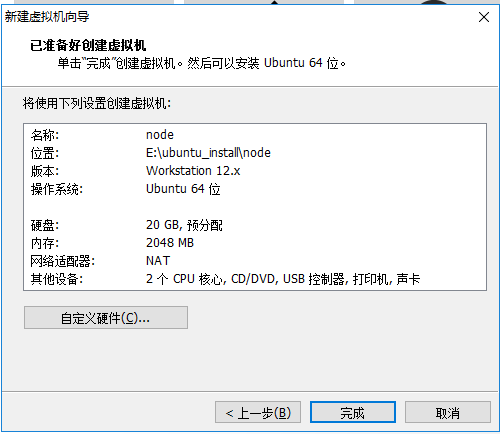 新建虚拟机向导
已准备好创建虚拟机
单击“完成”创建虚拟机。然后可以安装 Ubuntu 64 位。
将使用下列设置创建虚拟机:
名称: node
位置: E:\ubuntu_install\node
版本: Workstation 12.x
操作系统: Ubuntu 64 位
硬盘: 20 GB, 预分配
内存: 2048 MB
网络适配器: NAT
其他设备: 2 个 CPU 核心, CD/DVD, USB 控制器, 打印机, 声卡
自定义硬件(C)...
< 上一步(B) 完成 取消